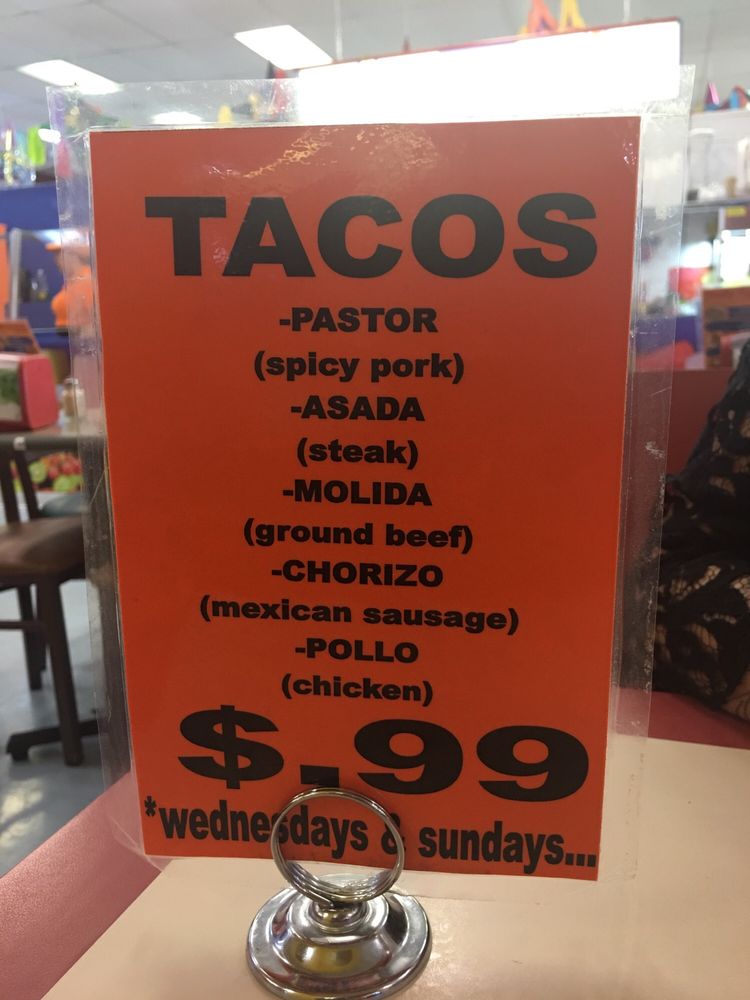 TACOS
-PASTOR
(spicy pork)
-ASADA
(steak)
-MOLIDA
(ground beef)
-CHORIZO
(mexican sausage)
-POLLO
(chicken)
$.99
*wednesdays & sundays...